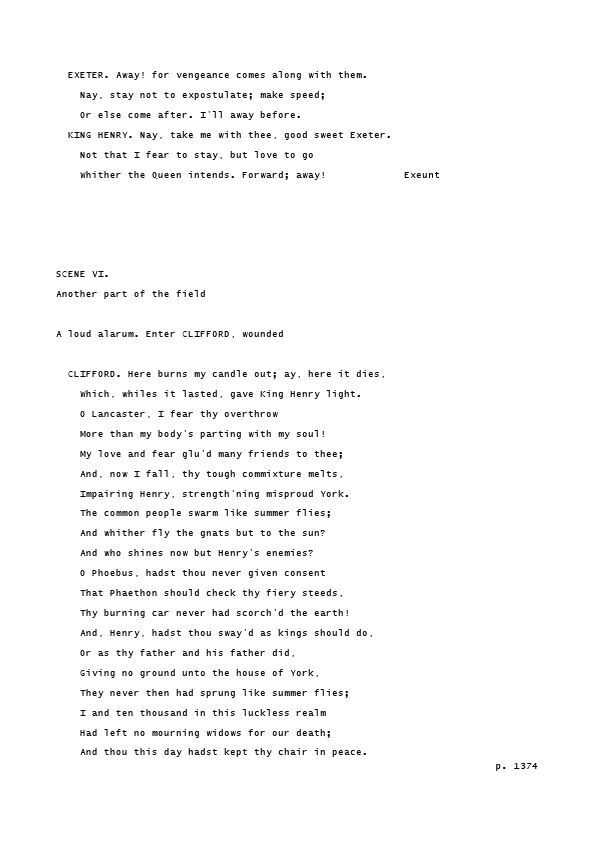 EXETER. Away! for vengeance comes along with them.
Nay, stay not to expostulate; make speed;
Or else come after. I'll away before.
KING HENRY. Nay, take me with thee, good sweet Exeter.
Not that I fear to stay, but love to go
Whither the Queen intends. Forward; away! Exeunt
SCENE VI.
Another part of the field
A loud alarum. Enter CLIFFORD, wounded
CLIFFORD. Here burns my candle out; ay, here it dies,
Which, whiles it lasted, gave King Henry light.
O Lancaster, I fear thy overthrow
More than my body's parting with my soul!
My love and fear glu'd many friends to thee;
And, now I fall, thy tough commixture melts,
Impairing Henry, strength'ning misproud York.
The common people swarm like summer flies;
And whither fly the gnats but to the sun?
And who shines now but Henry's enemies?
O Phoebus, hadst thou never given consent
That Phaethon should check thy fiery steeds,
Thy burning car never had scorch'd the earth!
And, Henry, hadst thou sway'd as kings should do,
Or as thy father and his father did,
Giving no ground unto the house of York,
They never then had sprung like summer flies;
I and ten thousand in this luckless realm
Had left no mourning widows for our death;
And thou this day hadst kept thy chair in peace.
p. 1374